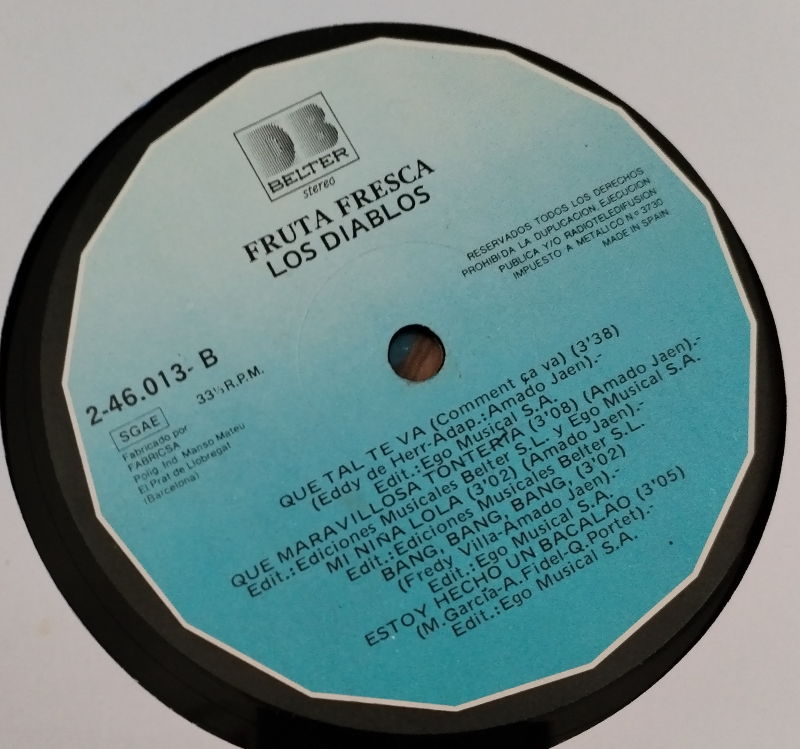 DB
BELTER
stereo
FRUTA FRESCA
LOS DIABLOS
RESERVADOS TODOS LOS DERECHOS
PROHIBIDA LA DUPLICACION, EJECUCION
PUBLICA Y/O RADIOTELEDIFUSION
IMPUESTO A METALICO N.º 3730
MADE IN SPAIN
2-46.013- B
33⅓ R.P.M.
SGAE
Fabricado por
FABRICSA
Polig. Ind. Manso Mateu
El Prat de Llobregat
(Barcelona)
QUE TAL TE VA (Comment ça va) (3'38)
(Eddy de Herr-Adap.: Amado Jaen).-
Edit.: Ego Musical S.A.
QUE MARAVILLOSA TONTERIA (3'08) (Amado Jaen).-
Edit.: Ediciones Musicales Belter S.L. y Ego Musical S.A.
MI NIÑA LOLA (3'02) (Amado Jaen).-
Edit.: Ediciones Musicales Belter S.L.
BANG, BANG, BANG, (3'02)
(Fredy Villa-Amado Jaen).-
Edit.: Ego Musical S.A.
ESTOY HECHO UN BACALAO (3'05)
(M. García-A. Fidel-Q. Portet).-
Edit.: Ego Musical S.A.